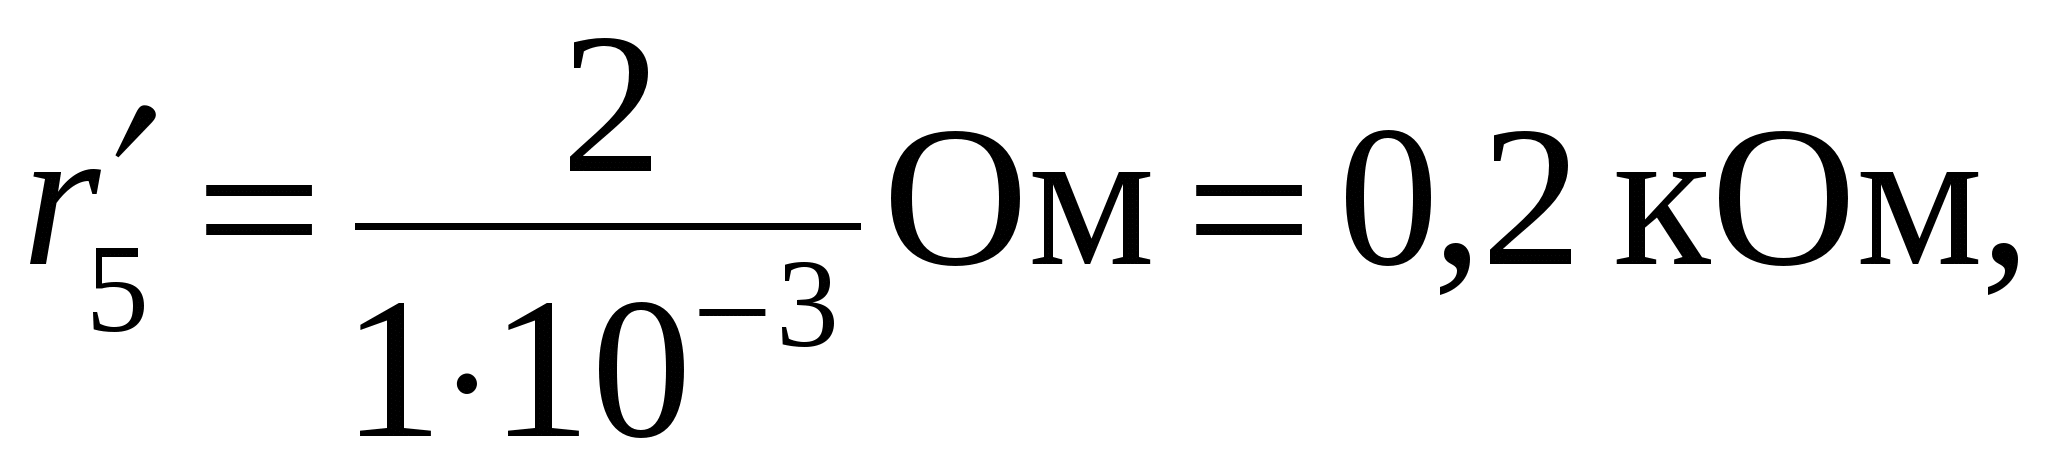 r′₅ = 2 / 1·10⁻³ Ом = 0,2 кОм,